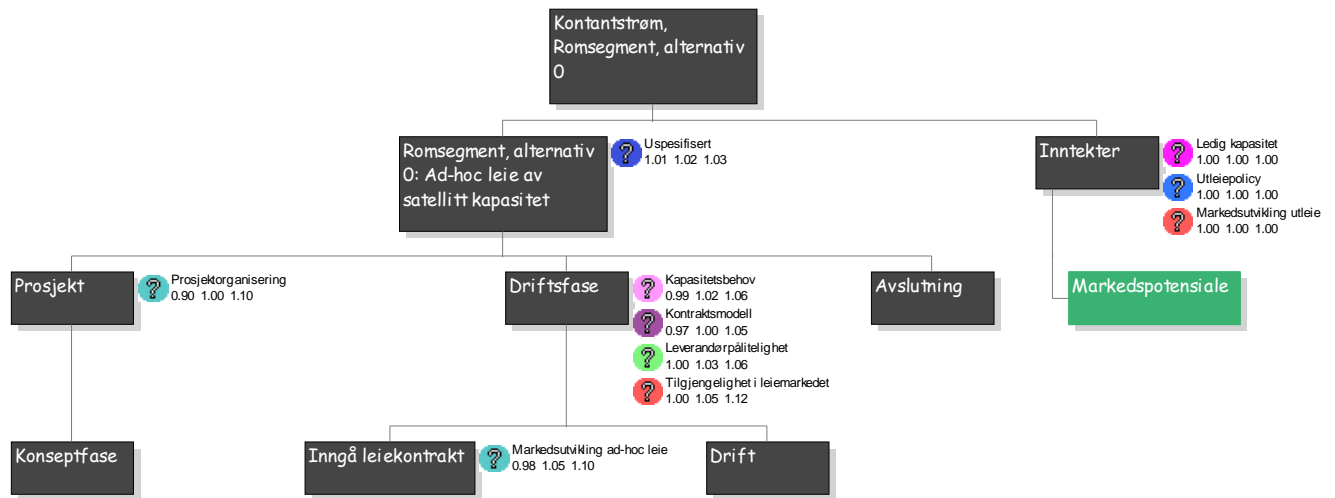 Kontantstrøm,
Romsegment, alternativ
0
Romsegment, alternativ
0: Ad-hoc leie av
satellitt kapasitet
Uspesifisert
1.01 1.02 1.03
Inntekter
Ledig kapasitet
1.00 1.00 1.00
Utleiepolicy
1.00 1.00 1.00
Markedsutvikling utleie
1.00 1.00 1.00
Prosjekt
Prosjektorganisering
0.90 1.00 1.10
Driftsfase
Kapasitetsbehov
0.99 1.02 1.06
Kontraktsmodell
0.97 1.00 1.05
Leverandørpålitelighet
1.00 1.03 1.06
Tilgjengelighet i leiemarkedet
1.00 1.05 1.12
Avslutning
Markedspotensiale
Konseptfase
Inngå leiekontrakt
Markedsutvikling ad-hoc leie
0.98 1.05 1.10
Drift